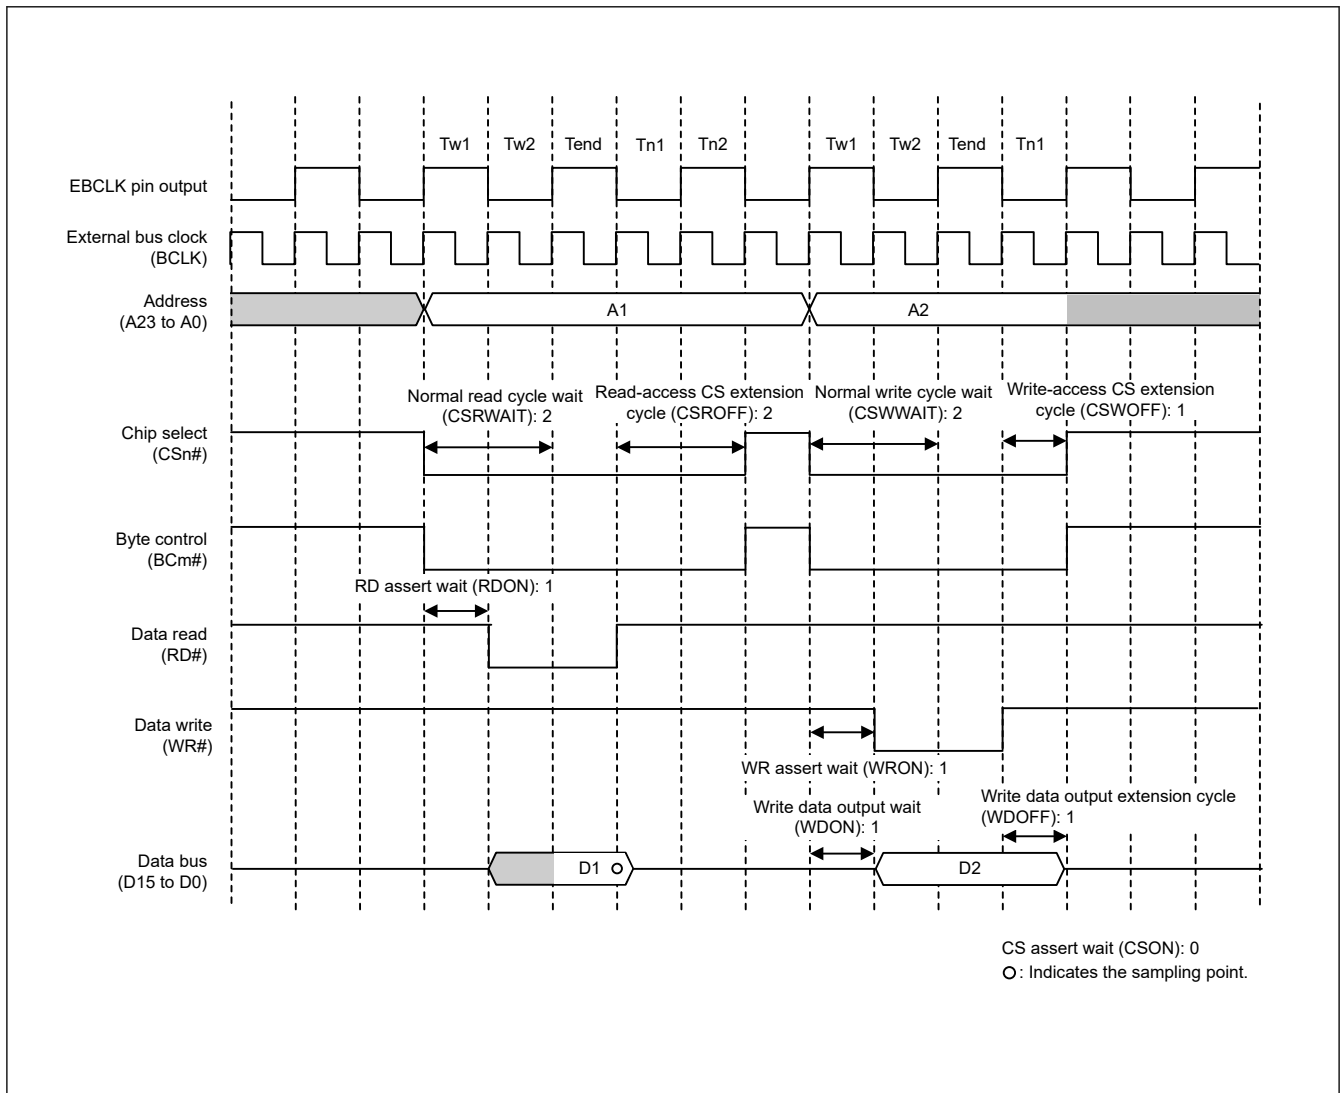 Tw1 Tw2 Tend Tn1 Tn2 Tw1 Tw2 Tend Tn1
EBCLK pin output
External bus clock
(BCLK)
Address
(A23 to A0)
A1 A2
Normal read cycle wait
(CSRWAIT): 2
Read-access CS extension
cycle (CSROFF): 2
Normal write cycle wait
(CSWWAIT): 2
Write-access CS extension
cycle (CSWOFF): 1
Chip select
(CSn#)
Byte control
(BCm#)
RD assert wait (RDON): 1
Data read
(RD#)
Data write
(WR#)
WR assert wait (WRON): 1
Write data output wait
(WDON): 1
Write data output extension cycle
(WDOFF): 1
Data bus
(D15 to D0)
D1 D2
CS assert wait (CSON): 0
: Indicates the sampling point.